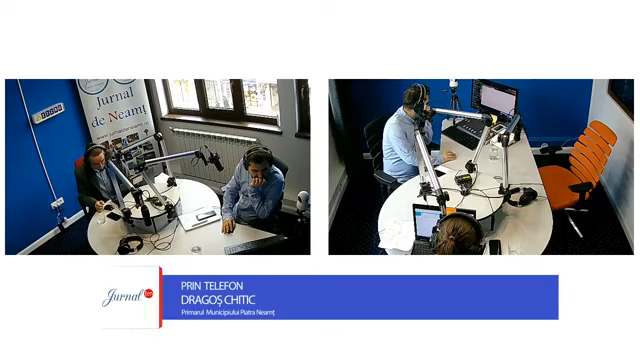 Jurnal
de Neamț
Jurnal
PRIN TELEFON
DRAGOȘ CHITIC
Primarul Municipiului Piatra Neamț